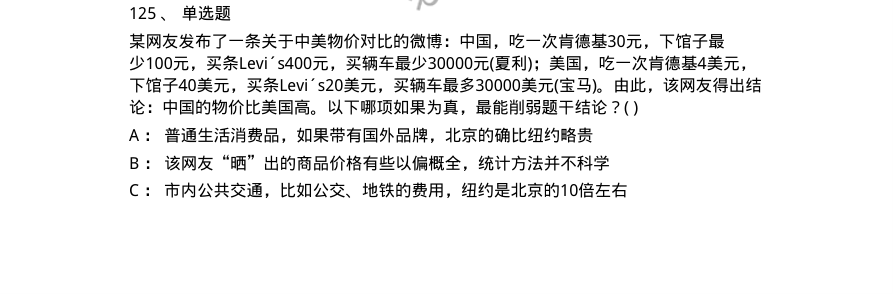 125 、 单选题
某网友发布了一条关于中美物价对比的微博：中国，吃一次肯德基30元，下馆子最
少100元，买条Levi´s400元，买辆车最少30000元(夏利)；美国，吃一次肯德基4美元，
下馆子40美元，买条Levi´s20美元，买辆车最多30000美元(宝马)。由此，该网友得出结
论：中国的物价比美国高。以下哪项如果为真，最能削弱题干结论？( )
A ： 普通生活消费品，如果带有国外品牌，北京的确比纽约略贵
B ： 该网友“晒”出的商品价格有些以偏概全，统计方法并不科学
C ： 市内公共交通，比如公交、地铁的费用，纽约是北京的10倍左右